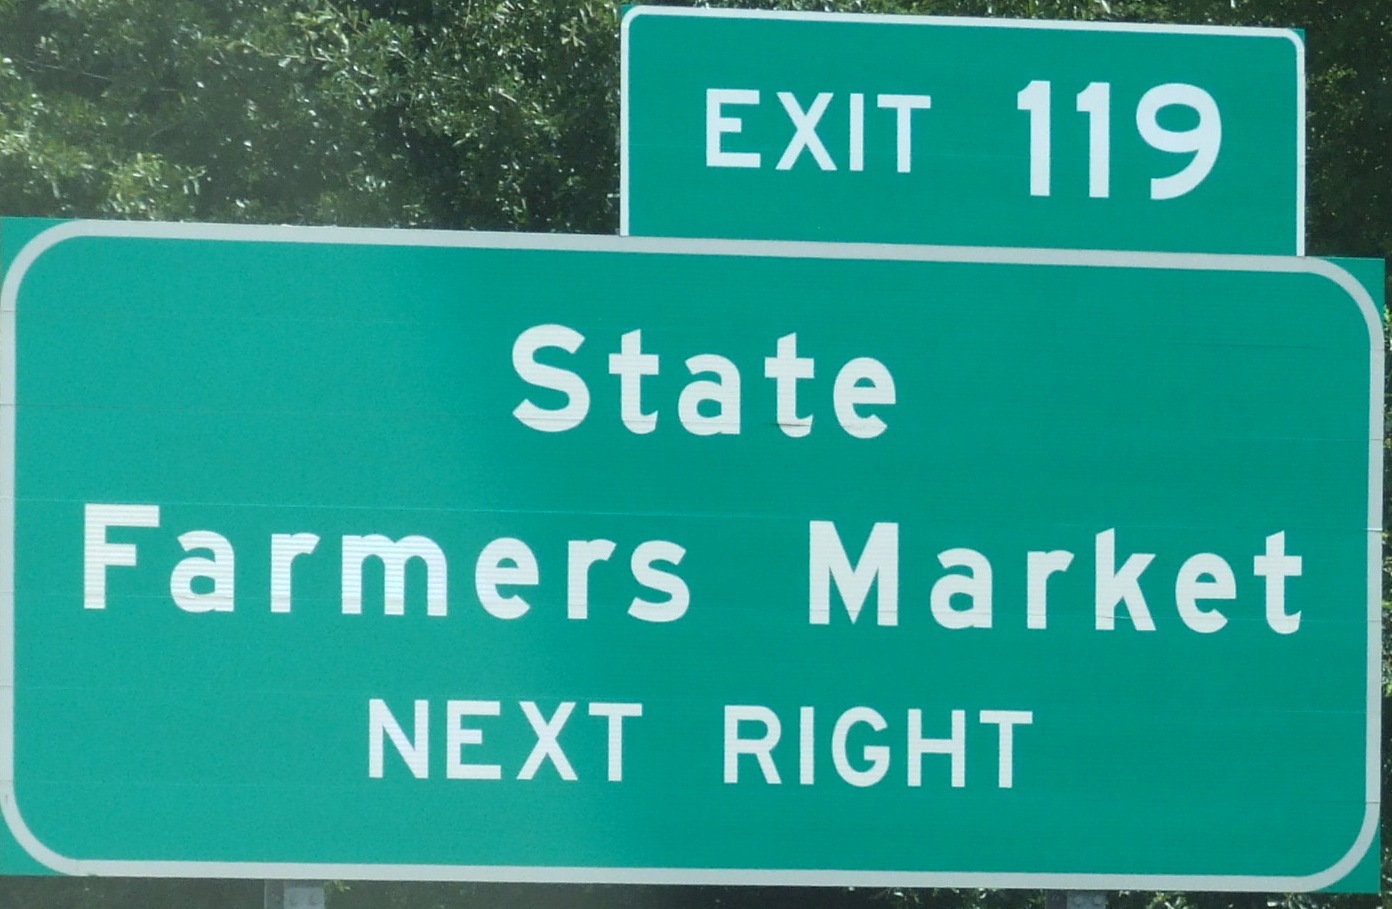 EXIT 119
State
Farmers Market
NEXT RIGHT